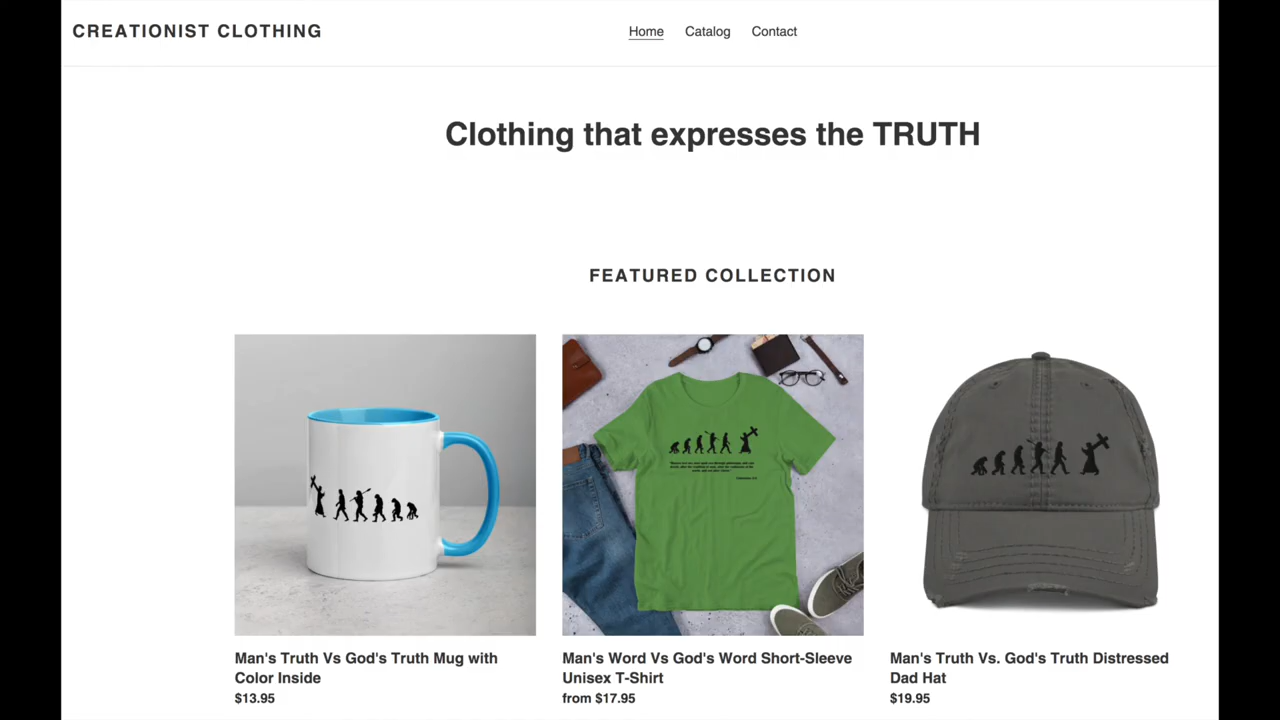 CREATIONIST CLOTHING
Home Catalog Contact
Clothing that expresses the TRUTH
FEATURED COLLECTION
Man's Truth Vs God's Truth Mug with
Color Inside
$13.95
Man's Word Vs God's Word Short-Sleeve
Unisex T-Shirt
from $17.95
Man's Truth Vs. God's Truth Distressed
Dad Hat
$19.95